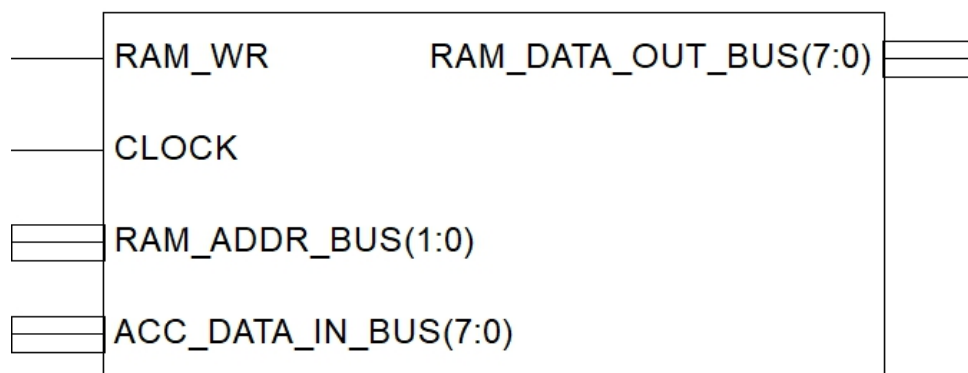 RAM_WR RAM_DATA_OUT_BUS(7:0)
CLOCK
RAM_ADDR_BUS(1:0)
ACC_DATA_IN_BUS(7:0)